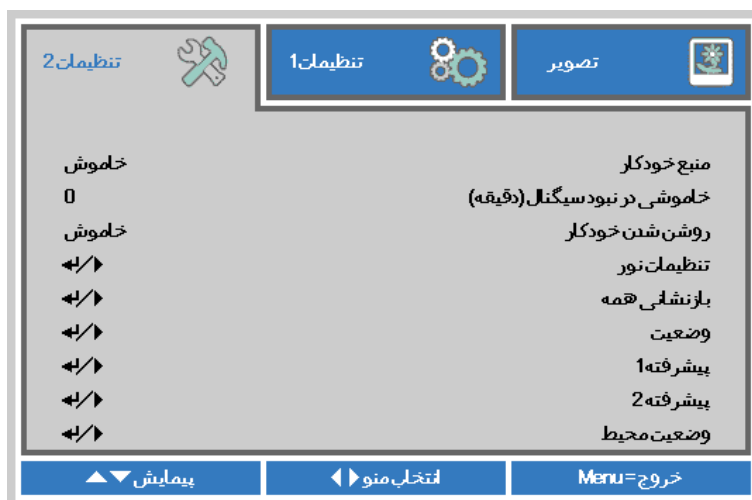 تصویر
تنظیمات1
تنظیمات2
منبع خودکار خاموش
خاموشی در نبود سیگنال (دقیقه) 0
روشن شدن خودکار خاموش
تنظیمات نور
بازنشانی همه
وضعیت
پیشرفته1
پیشرفته2
وضعیت محیط
خروج=Menu
انتخاب منو
پیمایش